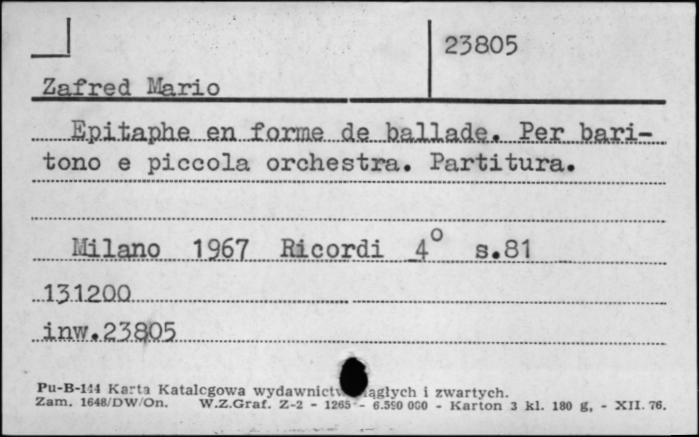 23805
Zafred Mario
Epitaphe en forme de ballade. Per bari-
tono e piccola orchestra. Partitura.
Milano 1967 Ricordi 4° s.81
131200
inw.23805
Pu-B-144 Karta Katalogowa wydawnictw ciągłych i zwartych.
Zam. 1648/DW/On. W.Z.Graf. Z-2 - 1265 - 6.590 000 - Karton 3 kl. 180 g, - XII. 76.